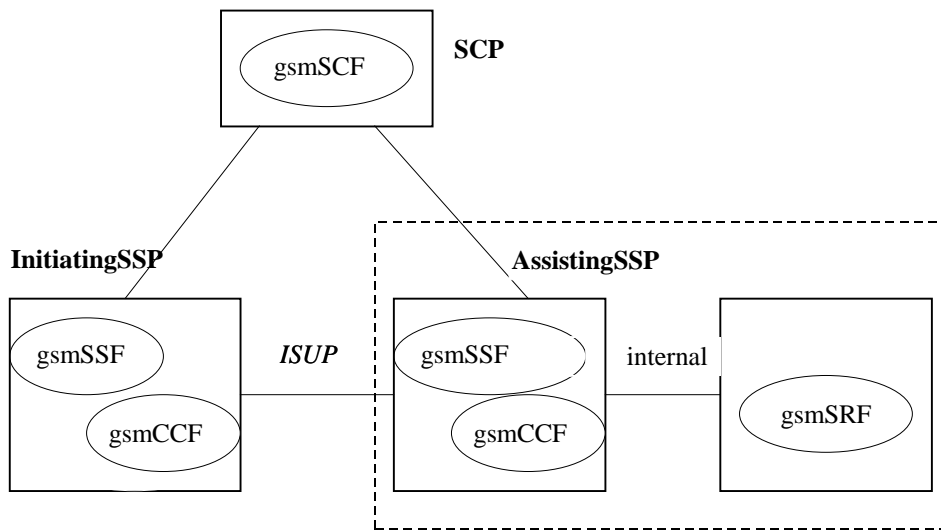 SCP
gsmSCF
InitiatingSSP
AssistingSSP
gsmSSF
ISUP
gsmSSF
internal
gsmCCF
gsmCCF
gsmSRF